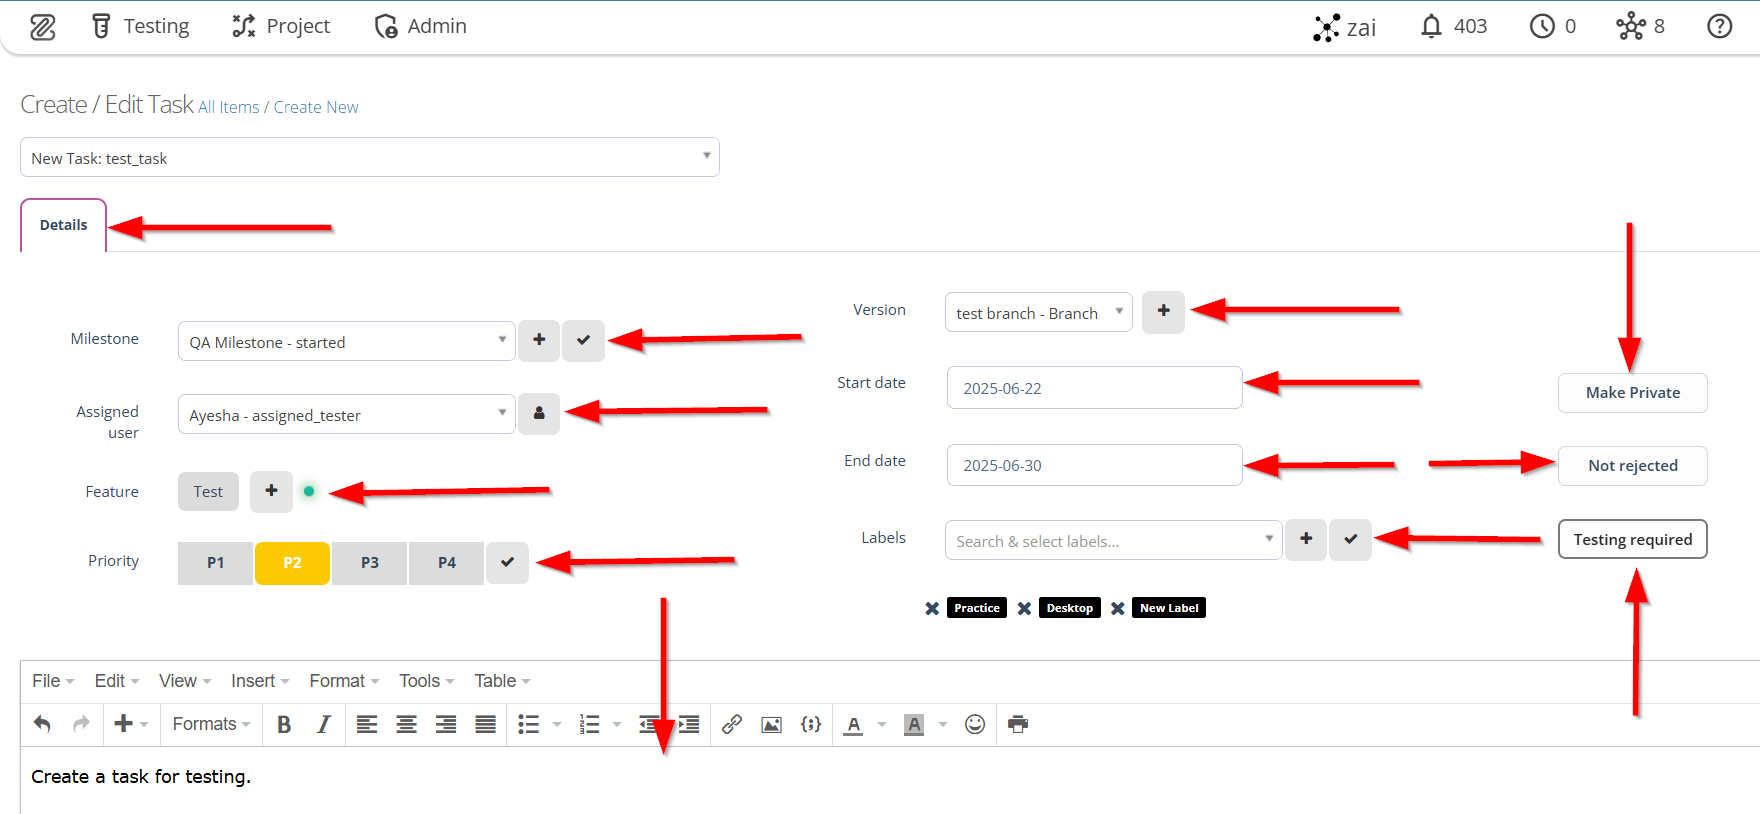 Testing Project Admin zai 403 0 8
Create / Edit Task All Items / Create New
New Task: test_task
Details
Milestone QA Milestone - started
Assigned user Ayesha - assigned_tester
Feature Test
Priority P1 P2 P3 P4
Version test branch - Branch
Start date 2025-06-22
End date 2025-06-30
Labels Search & select labels...
Practice Desktop New Label
Make Private
Not rejected
Testing required
File Edit View Insert Format Tools Table
Formats B I A A
Create a task for testing.